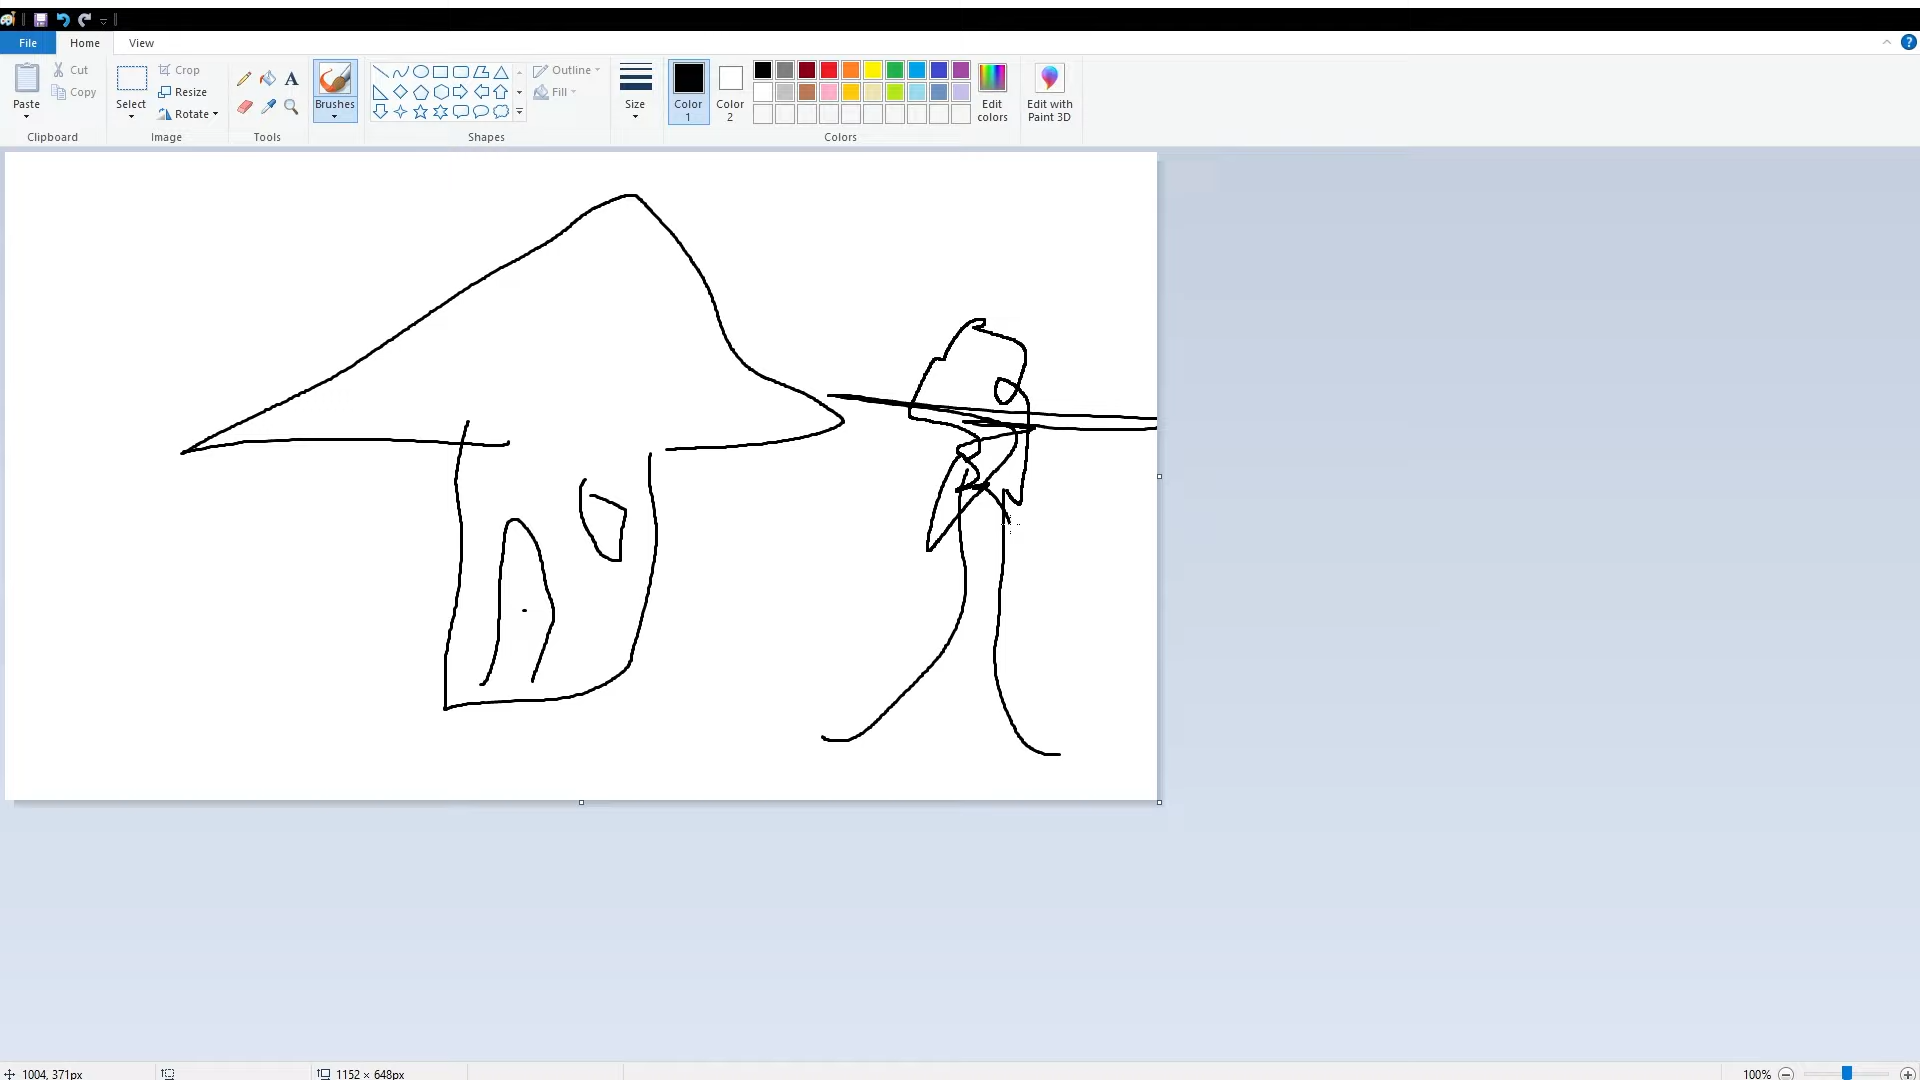 File Home View
Paste Cut Copy Clipboard
Select Crop Resize Rotate Image
A Tools
Brushes
Outline Fill Shapes
Size
Color 1 Color 2 Edit colors Colors
Edit with Paint 3D
1004, 371px 1152 × 648px 100%